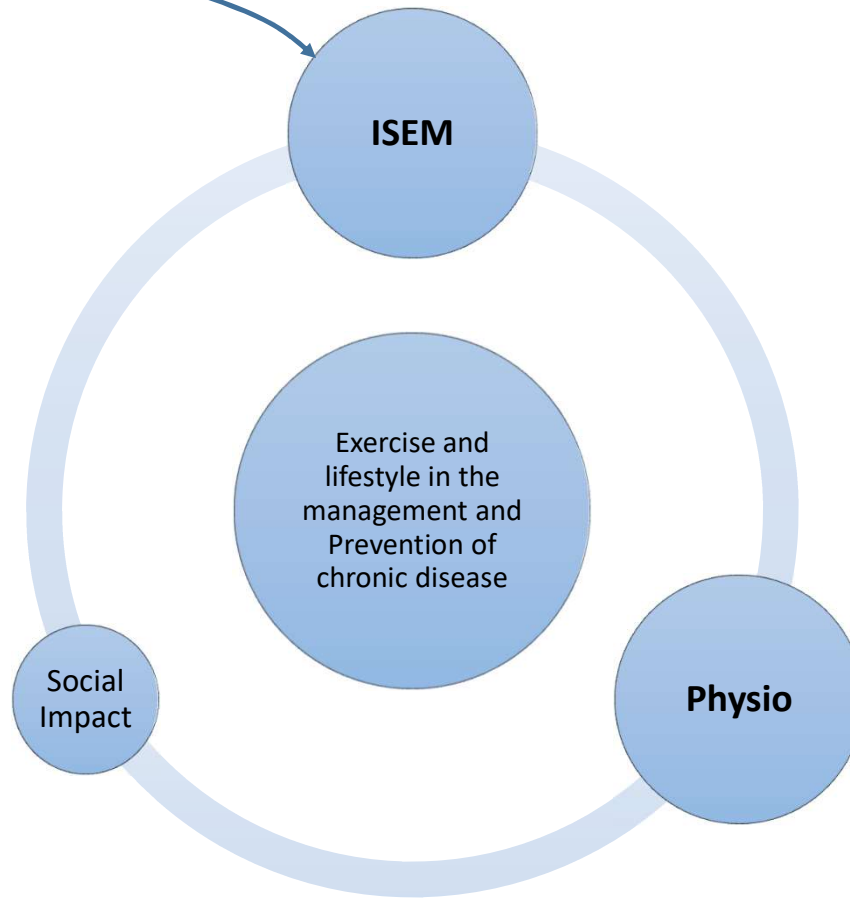 ISEM
Exercise and
lifestyle in the
management and
Prevention of
chronic disease
Social
Impact
Physio